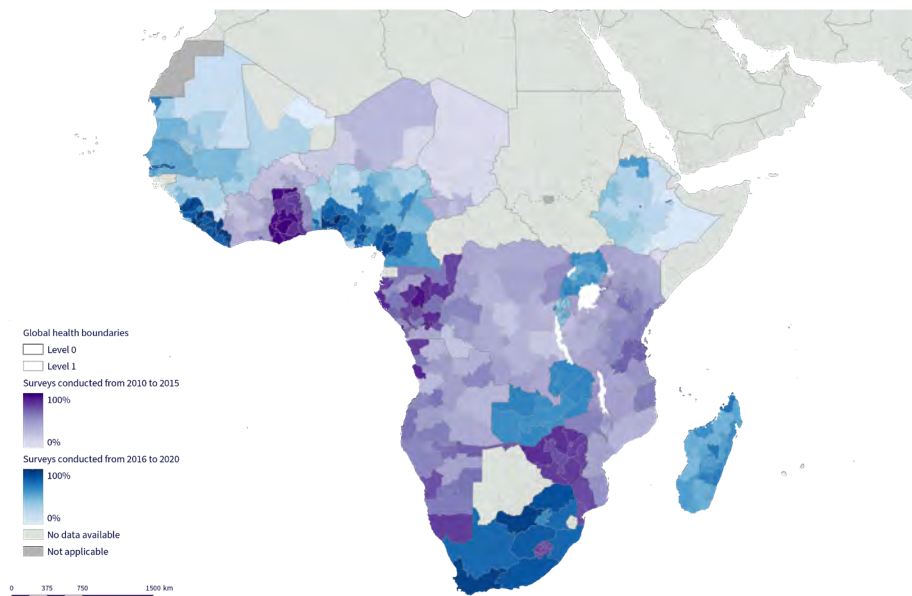 Global health boundaries
Level 0
Level 1
Surveys conducted from 2010 to 2015
100%
0%
Surveys conducted from 2016 to 2020
100%
0%
No data available
Not applicable
0 375 750 1500 km